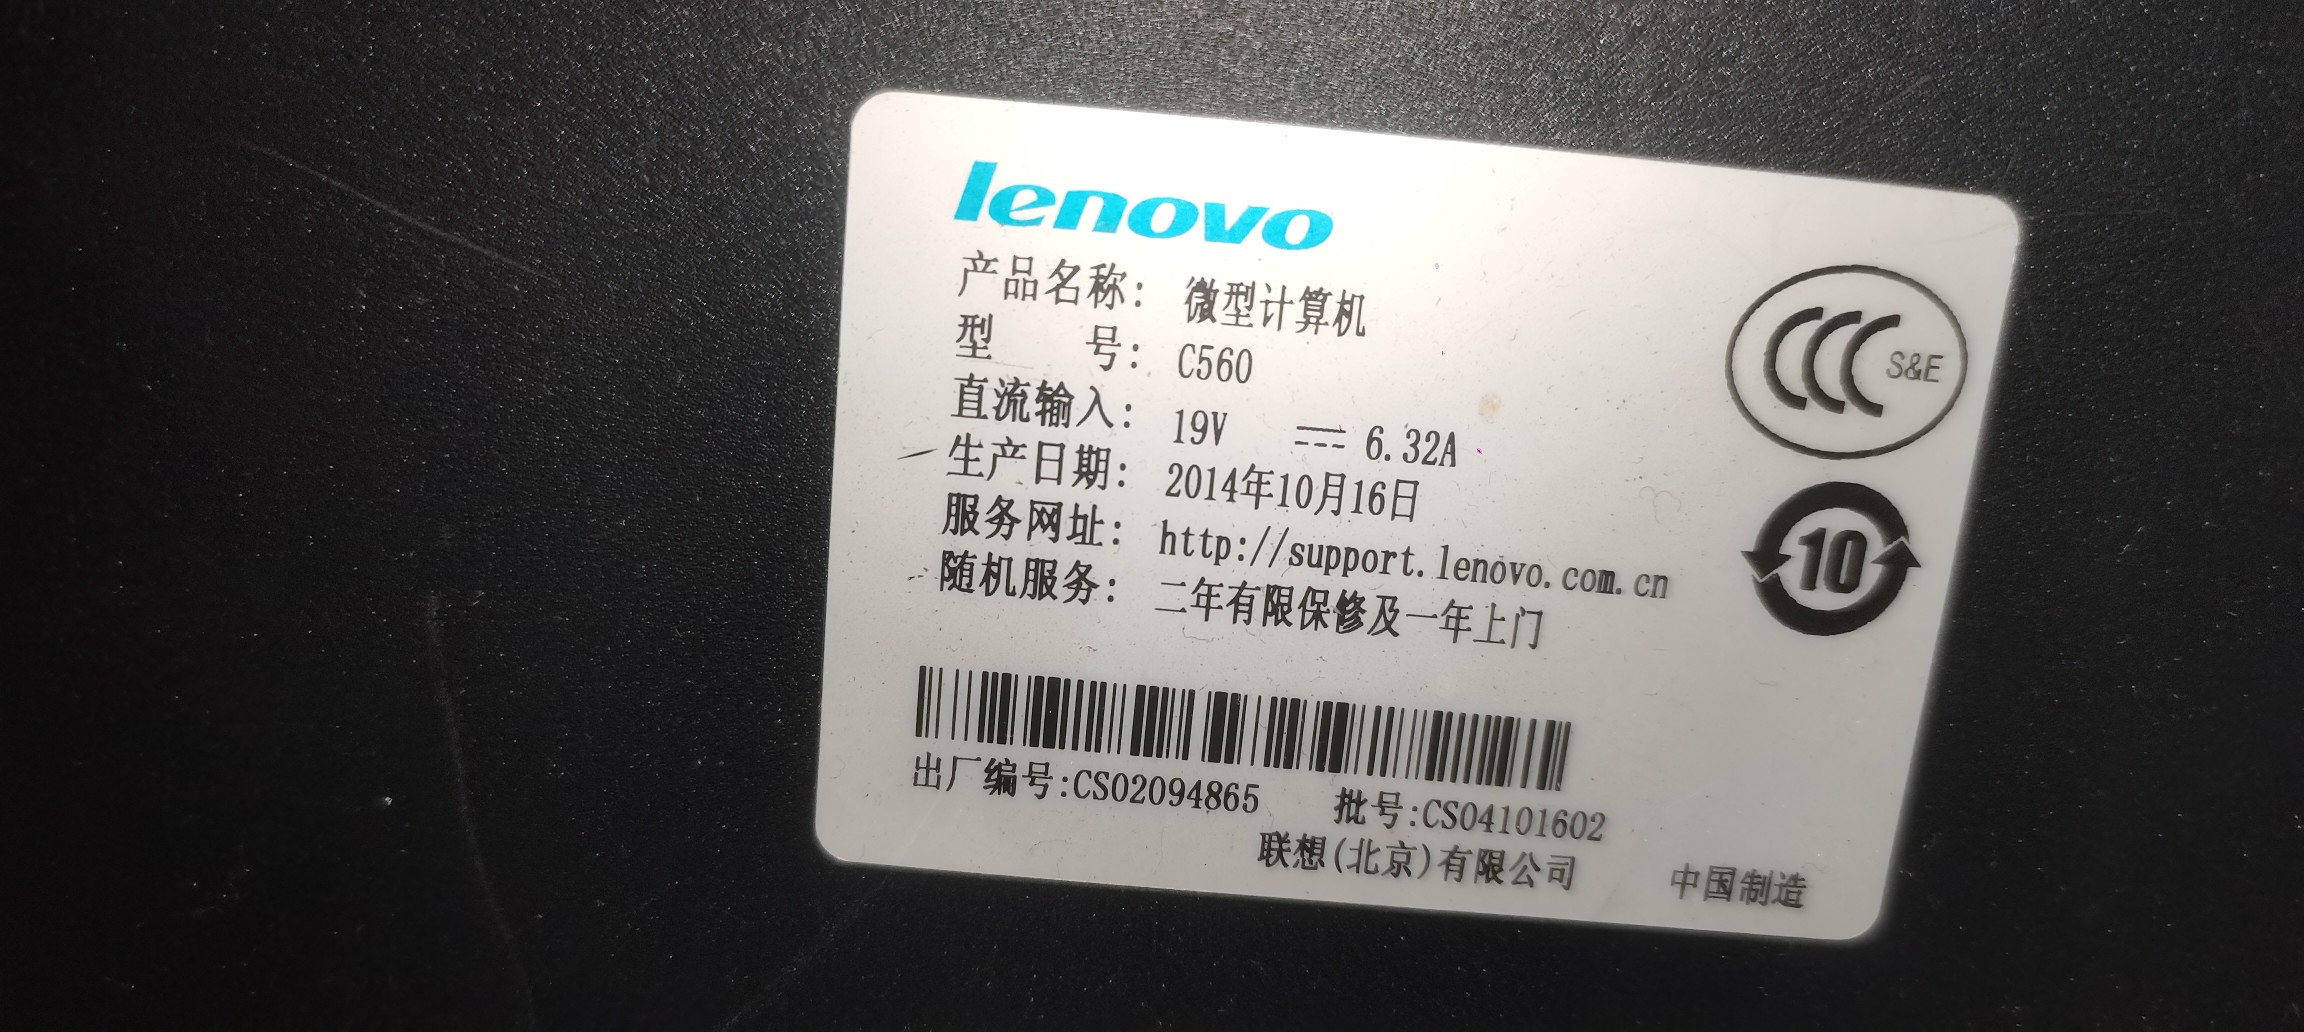 lenovo
产品名称: 微型计算机
型 号: C560
直流输入: 19V 6.32A
生产日期: 2014年10月16日
服务网址: http://support.lenovo.com.cn
随机服务: 二年有限保修及一年上门
CCC S&E
10
出厂编号:CS02094865 批号:CS04101602
联想(北京)有限公司 中国制造